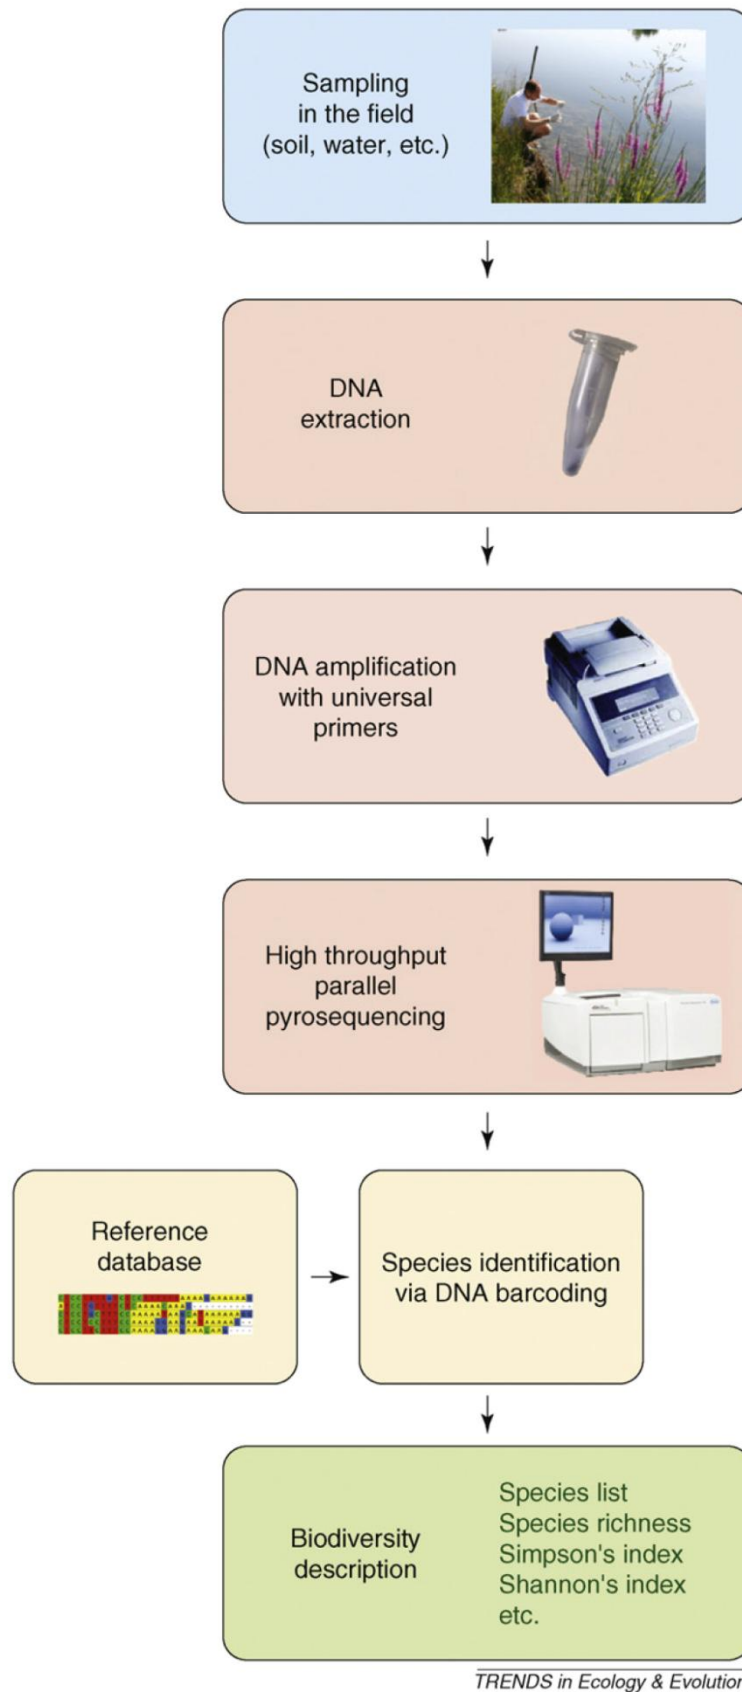 Sampling
in the field
(soil, water, etc.)
DNA
extraction
DNA amplification
with universal
primers
High throughput
parallel
pyrosequencing
Reference
database
Species identification
via DNA barcoding
Biodiversity
description
Species list
Species richness
Simpson's index
Shannon's index
etc.
TRENDS in Ecology & Evolution